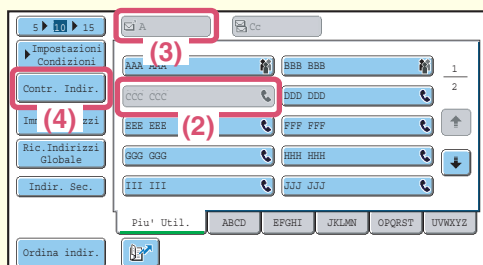 5 10 15
A
Cc
(3)
Impostazioni
Condizioni
AAA AAA
BBB BBB
1
2
Contr. Indir.
CCC CCC
DDD DDD
(4)
(2)
EEE EEE
FFF FFF
Ric.Indirizzi
Globale
GGG GGG
HHH HHH
Indir. Sec.
III III
JJJ JJJ
Piu' Util.
ABCD
EFGHI
JKLMN
OPQRST
UVWXYZ
Ordina indir.